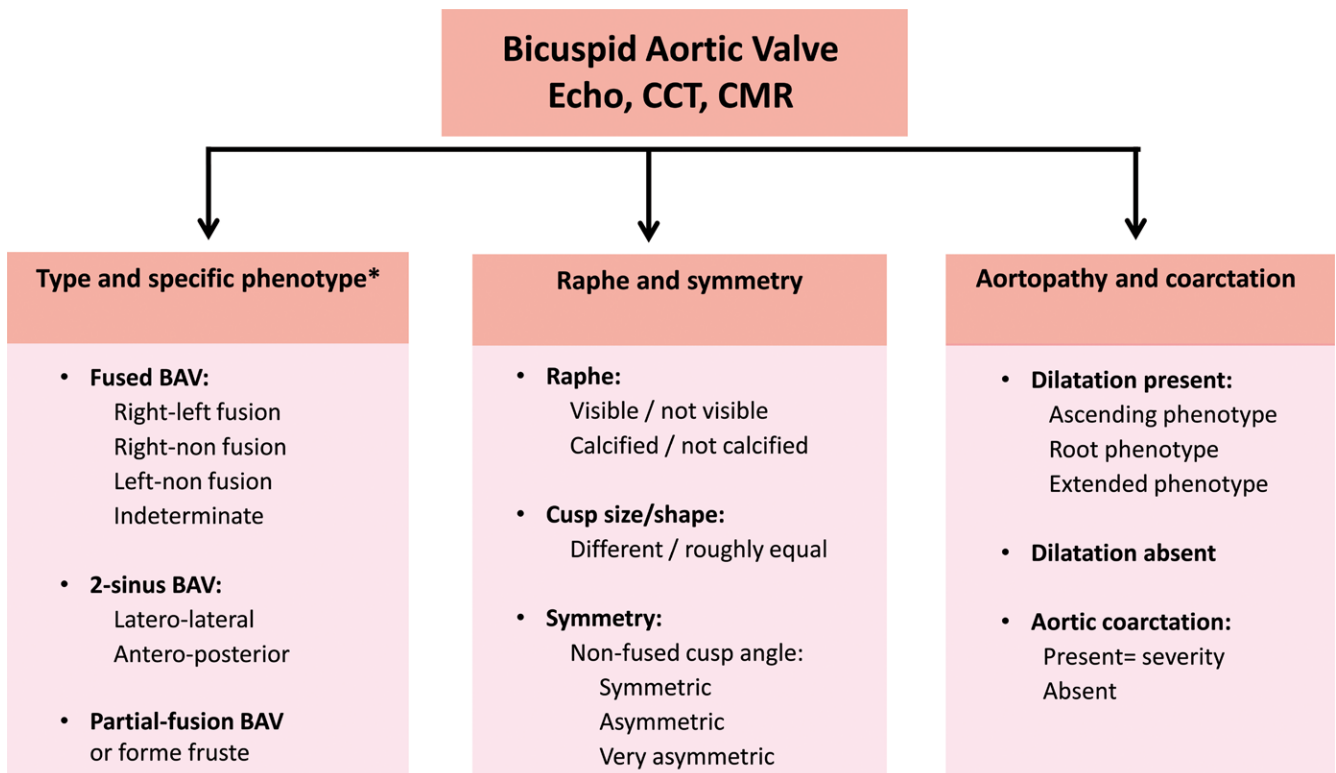 Bicuspid Aortic Valve
Echo, CCT, CMR
Type and specific phenotype*
• Fused BAV:
Right-left fusion
Right-non fusion
Left-non fusion
Indeterminate
• 2-sinus BAV:
Latero-lateral
Antero-posterior
• Partial-fusion BAV
or forme fruste
Raphe and symmetry
• Raphe:
Visible / not visible
Calcified / not calcified
• Cusp size/shape:
Different / roughly equal
• Symmetry:
Non-fused cusp angle:
Symmetric
Asymmetric
Very asymmetric
Aortopathy and coarctation
• Dilatation present:
Ascending phenotype
Root phenotype
Extended phenotype
• Dilatation absent
• Aortic coarctation:
Present= severity
Absent